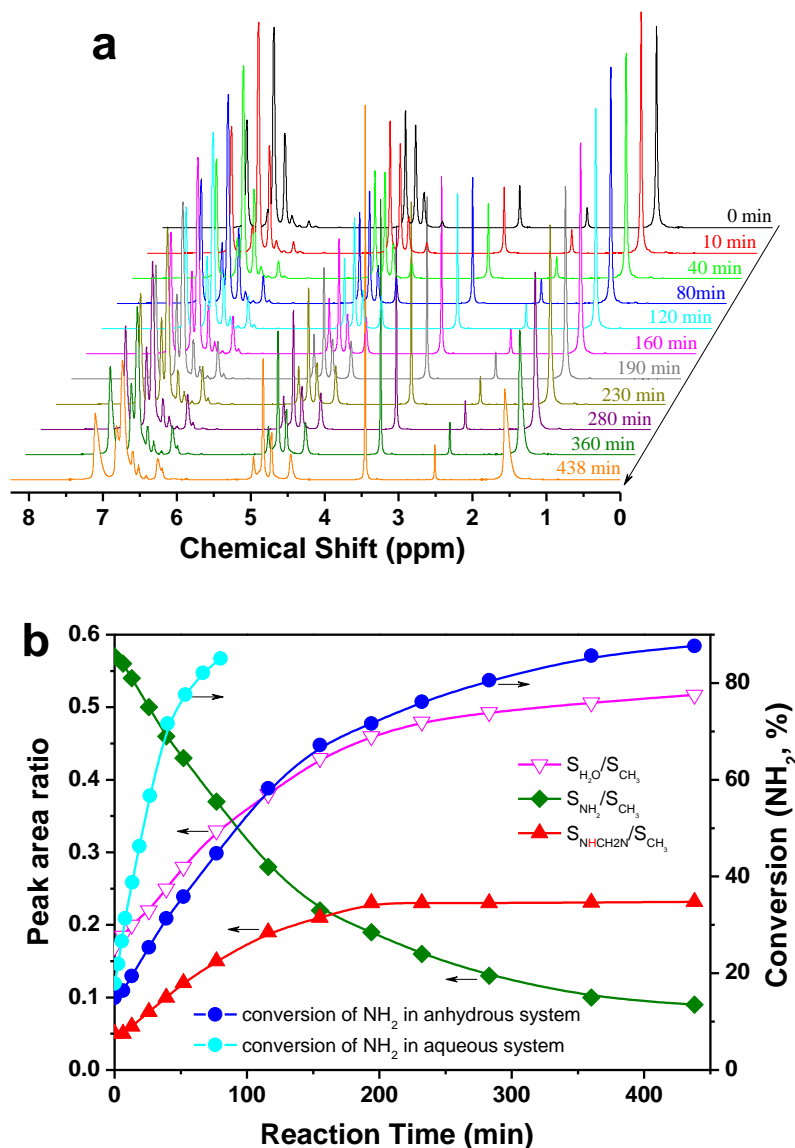 a
0 min
10 min
40 min
80min
120 min
160 min
190 min
230 min
280 min
360 min
438 min
8 7 6 5 4 3 2 1 0
Chemical Shift (ppm)
b
0.6
0.5
0.4
0.3
0.2
0.1
0.0
Peak area ratio
80
60
40
20
0
Conversion (NH2, %)
SH2O/SCH3
SNH2/SCH3
SNHCH2N/SCH3
conversion of NH2 in anhydrous system
conversion of NH2 in aqueous system
0 100 200 300 400
Reaction Time (min)